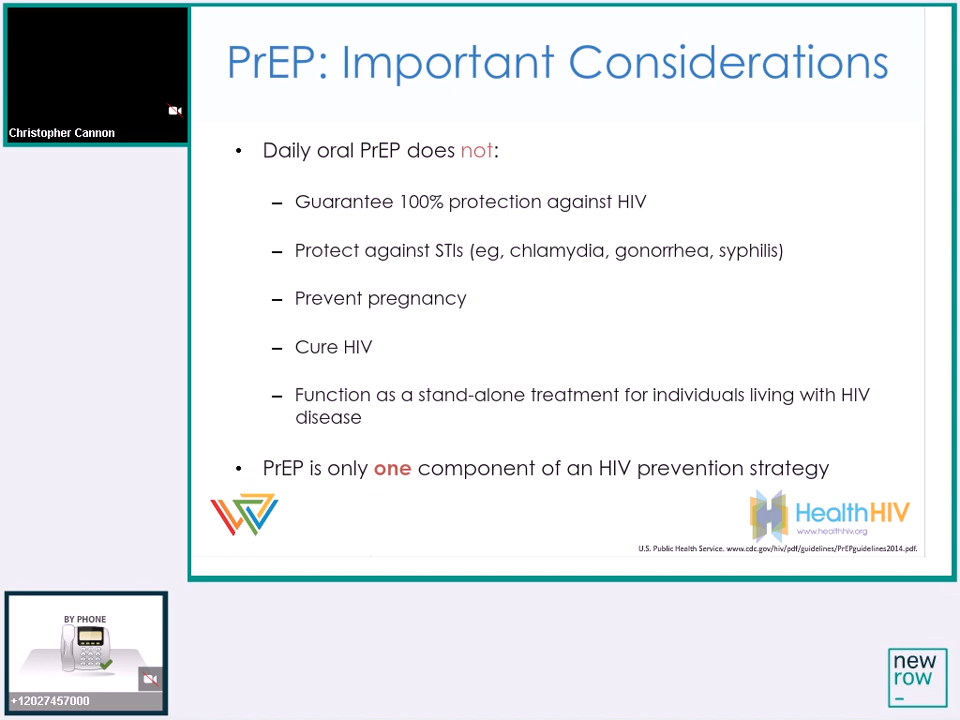 PrEP: Important Considerations
Christopher Cannon
• Daily oral PrEP does not:
– Guarantee 100% protection against HIV
– Protect against STIs (eg, chlamydia, gonorrhea, syphilis)
– Prevent pregnancy
– Cure HIV
– Function as a stand-alone treatment for individuals living with HIV
disease
• PrEP is only one component of an HIV prevention strategy
HealthHIV
www.healthhiv.org
U.S. Public Health Service. www.cdc.gov/hiv/pdf/guidelines/PrEPguidelines2014.pdf.
BY PHONE
+12027457000
new
row